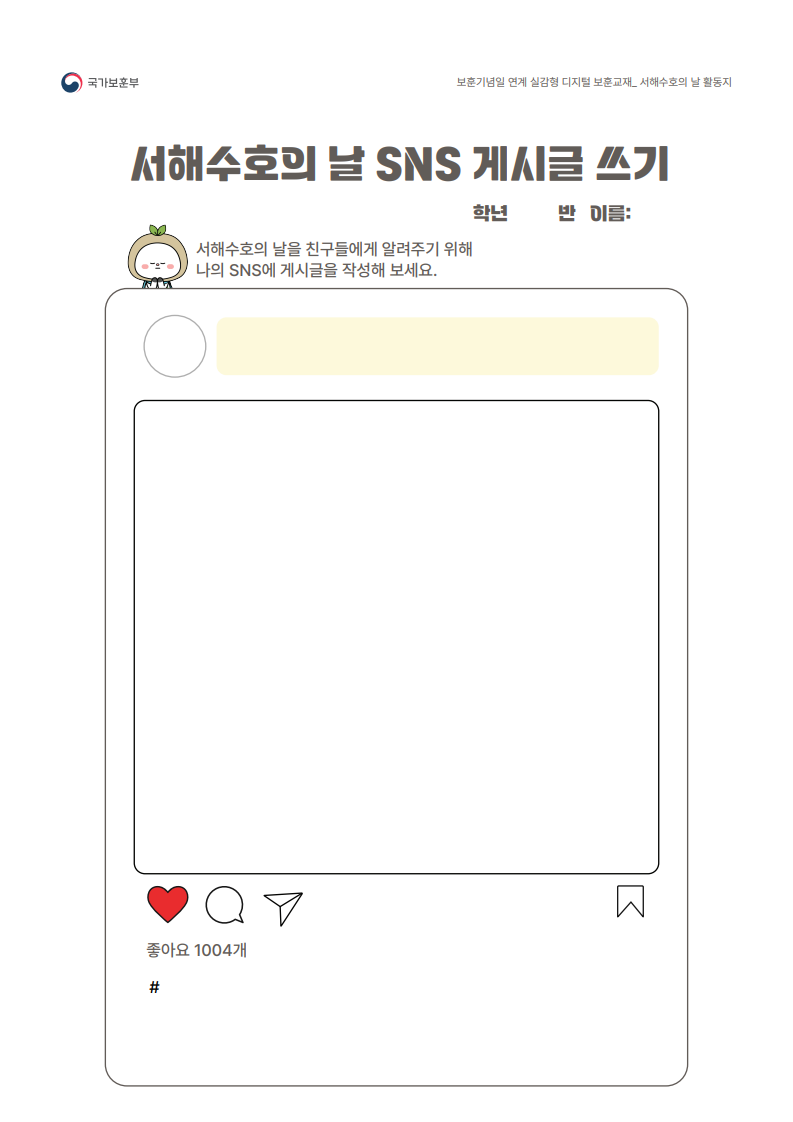 국가보훈부
보훈기념일 연계 실감형 디지털 보훈교재_ 서해수호의 날 활동지
서해수호의 날 SNS 게시글 쓰기
학년 반 이름:
서해수호의 날을 친구들에게 알려주기 위해
나의 SNS에 게시글을 작성해 보세요.
좋아요 1004개
#